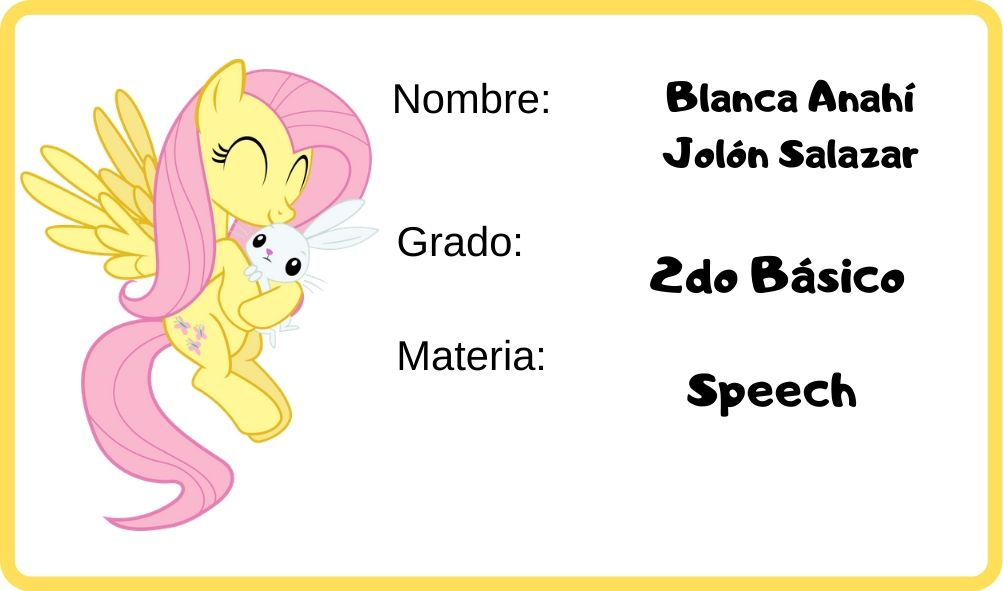 Nombre: Blanca Anahí
Jolón Salazar
Grado: 2do Básico
Materia: Speech